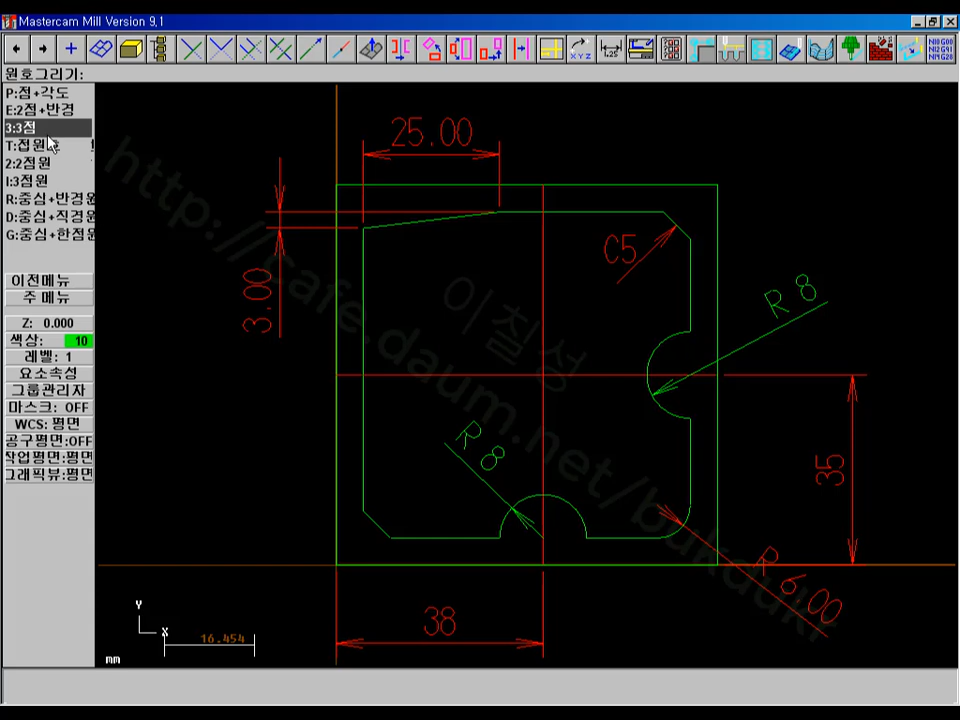 Mastercam Mill Version 9.1
원호그리기:
P:점+각도
E:2점+반경
3:3점
2:2점원
I:3점원
R:중심+반경원
D:중심+직경원
G:중심+한점원
이전메뉴
주 메뉴
Z: 0.000
색상: 10
레벨: 1
요소속성
그룹관리자
마스크: OFF
WCS: 평면
공구평면:OFF
작업평면:평면
그래픽뷰:평면
25.00
3.00
C5
R 8
R 8
35
R 6.00
38
Y
X
16.454
mm
http://cafe.daum.net/bukduki
이칠성